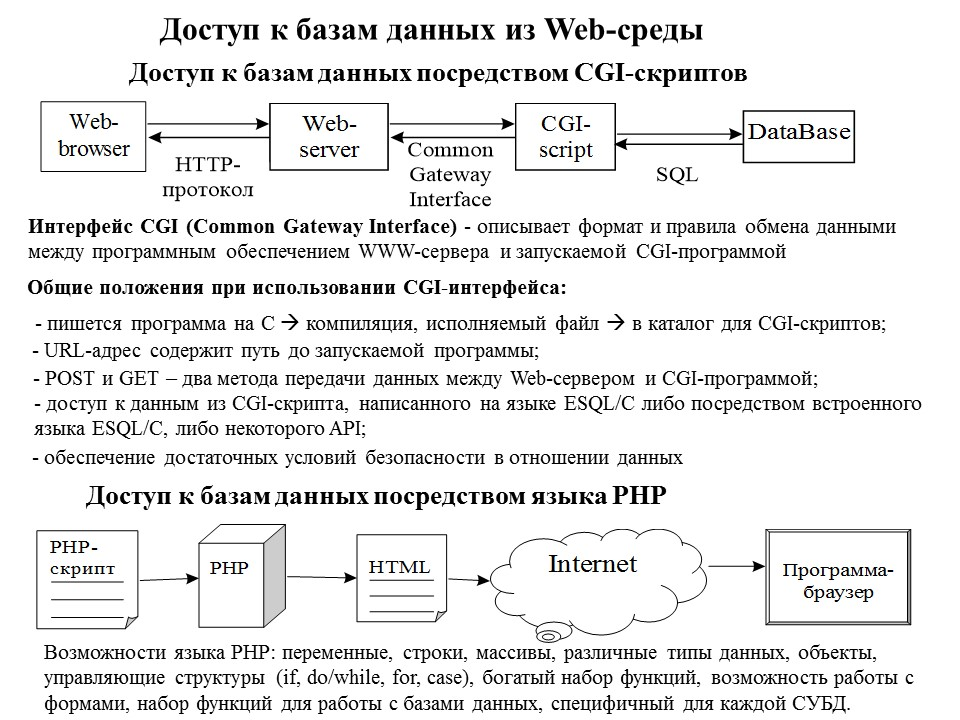 Доступ к базам данных из Web-среды
Доступ к базам данных посредством CGI-скриптов
Web-
browser
HTTP-
протокол
Web-
server
Common
Gateway
Interface
CGI-
script
SQL
DataBase
Интерфейс CGI (Common Gateway Interface) - описывает формат и правила обмена данными
между программным обеспечением WWW-сервера и запускаемой CGI-программой
Общие положения при использовании CGI-интерфейса:
- пишется программа на С → компиляция, исполняемый файл → в каталог для CGI-скриптов;
- URL-адрес содержит путь до запускаемой программы;
- POST и GET – два метода передачи данных между Web-сервером и CGI-программой;
- доступ к данным из CGI-скрипта, написанного на языке ESQL/C либо посредством встроенного
языка ESQL/C, либо некоторого API;
- обеспечение достаточных условий безопасности в отношении данных
Доступ к базам данных посредством языка PHP
PHP-
скрипт
PHP
HTML
Internet
Программа-
браузер
Возможности языка PHP: переменные, строки, массивы, различные типы данных, объекты,
управляющие структуры (if, do/while, for, case), богатый набор функций, возможность работы с
формами, набор функций для работы с базами данных, специфичный для каждой СУБД.